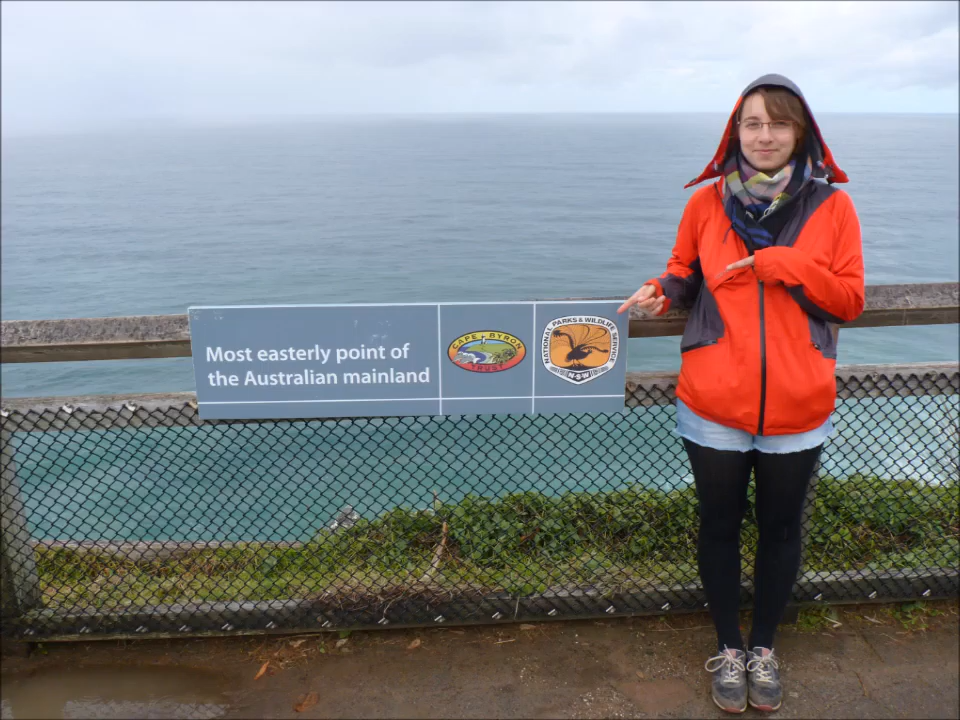 Most easterly point of
the Australian mainland
CAPE BYRON
TRUST
NATIONAL PARKS & WILDLIFE SERVICE
N·S·W